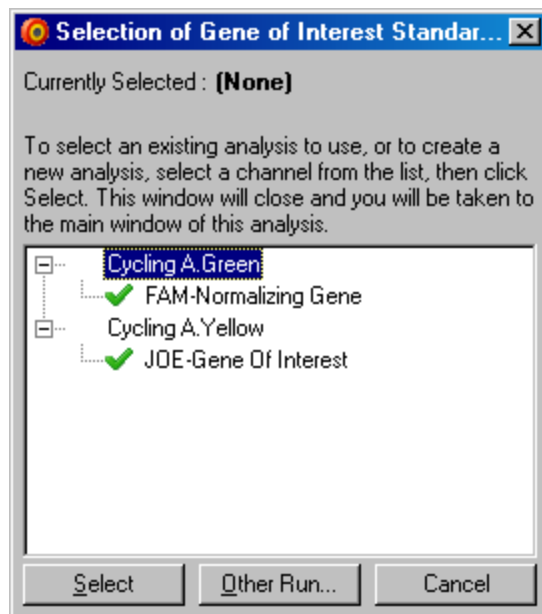 Selection of Gene of Interest Standar...
Currently Selected : (None)
To select an existing analysis to use, or to create a
new analysis, select a channel from the list, then click
Select. This window will close and you will be taken to
the main window of this analysis.
Cycling A.Green
FAM-Normalizing Gene
Cycling A.Yellow
JOE-Gene Of Interest
Select Other Run... Cancel